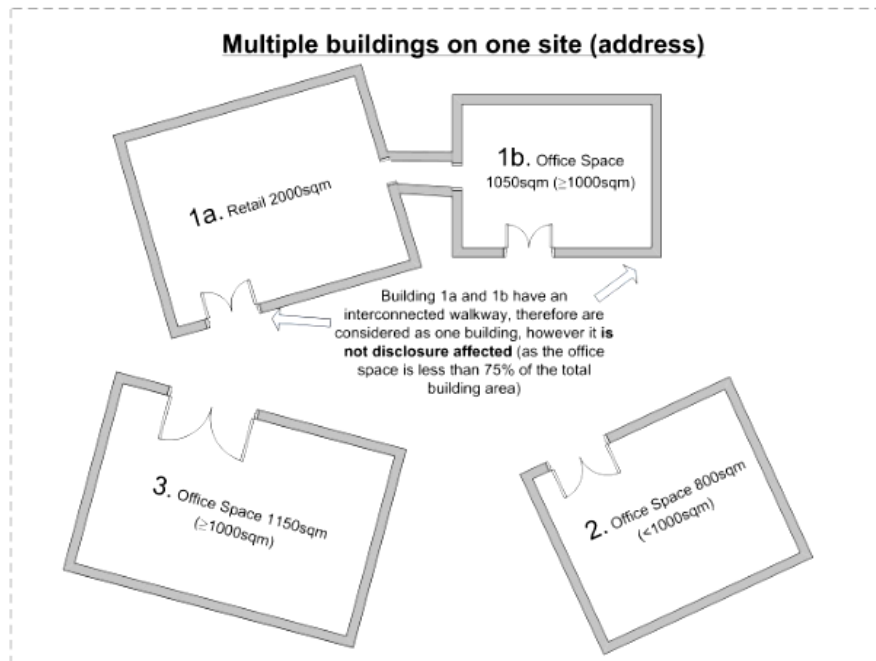 Multiple buildings on one site (address)
1a. Retail 2000sqm
1b. Office Space
1050sqm (≥1000sqm)
Building 1a and 1b have an
interconnected walkway, therefore are
considered as one building, however it is
not disclosure affected (as the office
space is less than 75% of the total
building area)
3. Office Space 1150sqm
(≥1000sqm)
2. Office Space 800sqm
(<1000sqm)